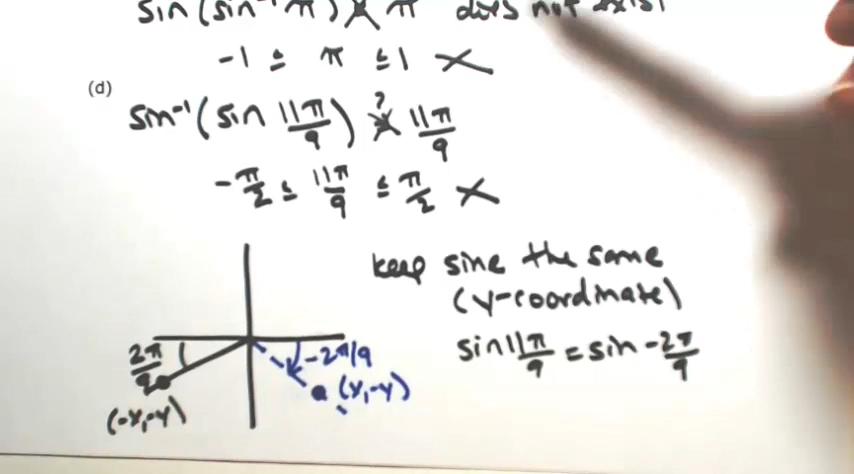 sin(sin⁻¹ π) ≠ π does not exist
-1 ≤ π ≤ 1 ×
(d)
sin⁻¹(sin 11π/9) ≠? 11π/9
-π/2 ≤ 11π/9 ≤ π/2 ×
keep sine the same
(y-coordinate)
sin 11π/9 = sin -2π/9
2π/9
-2π/9
(x,-y)
(-x,-y)